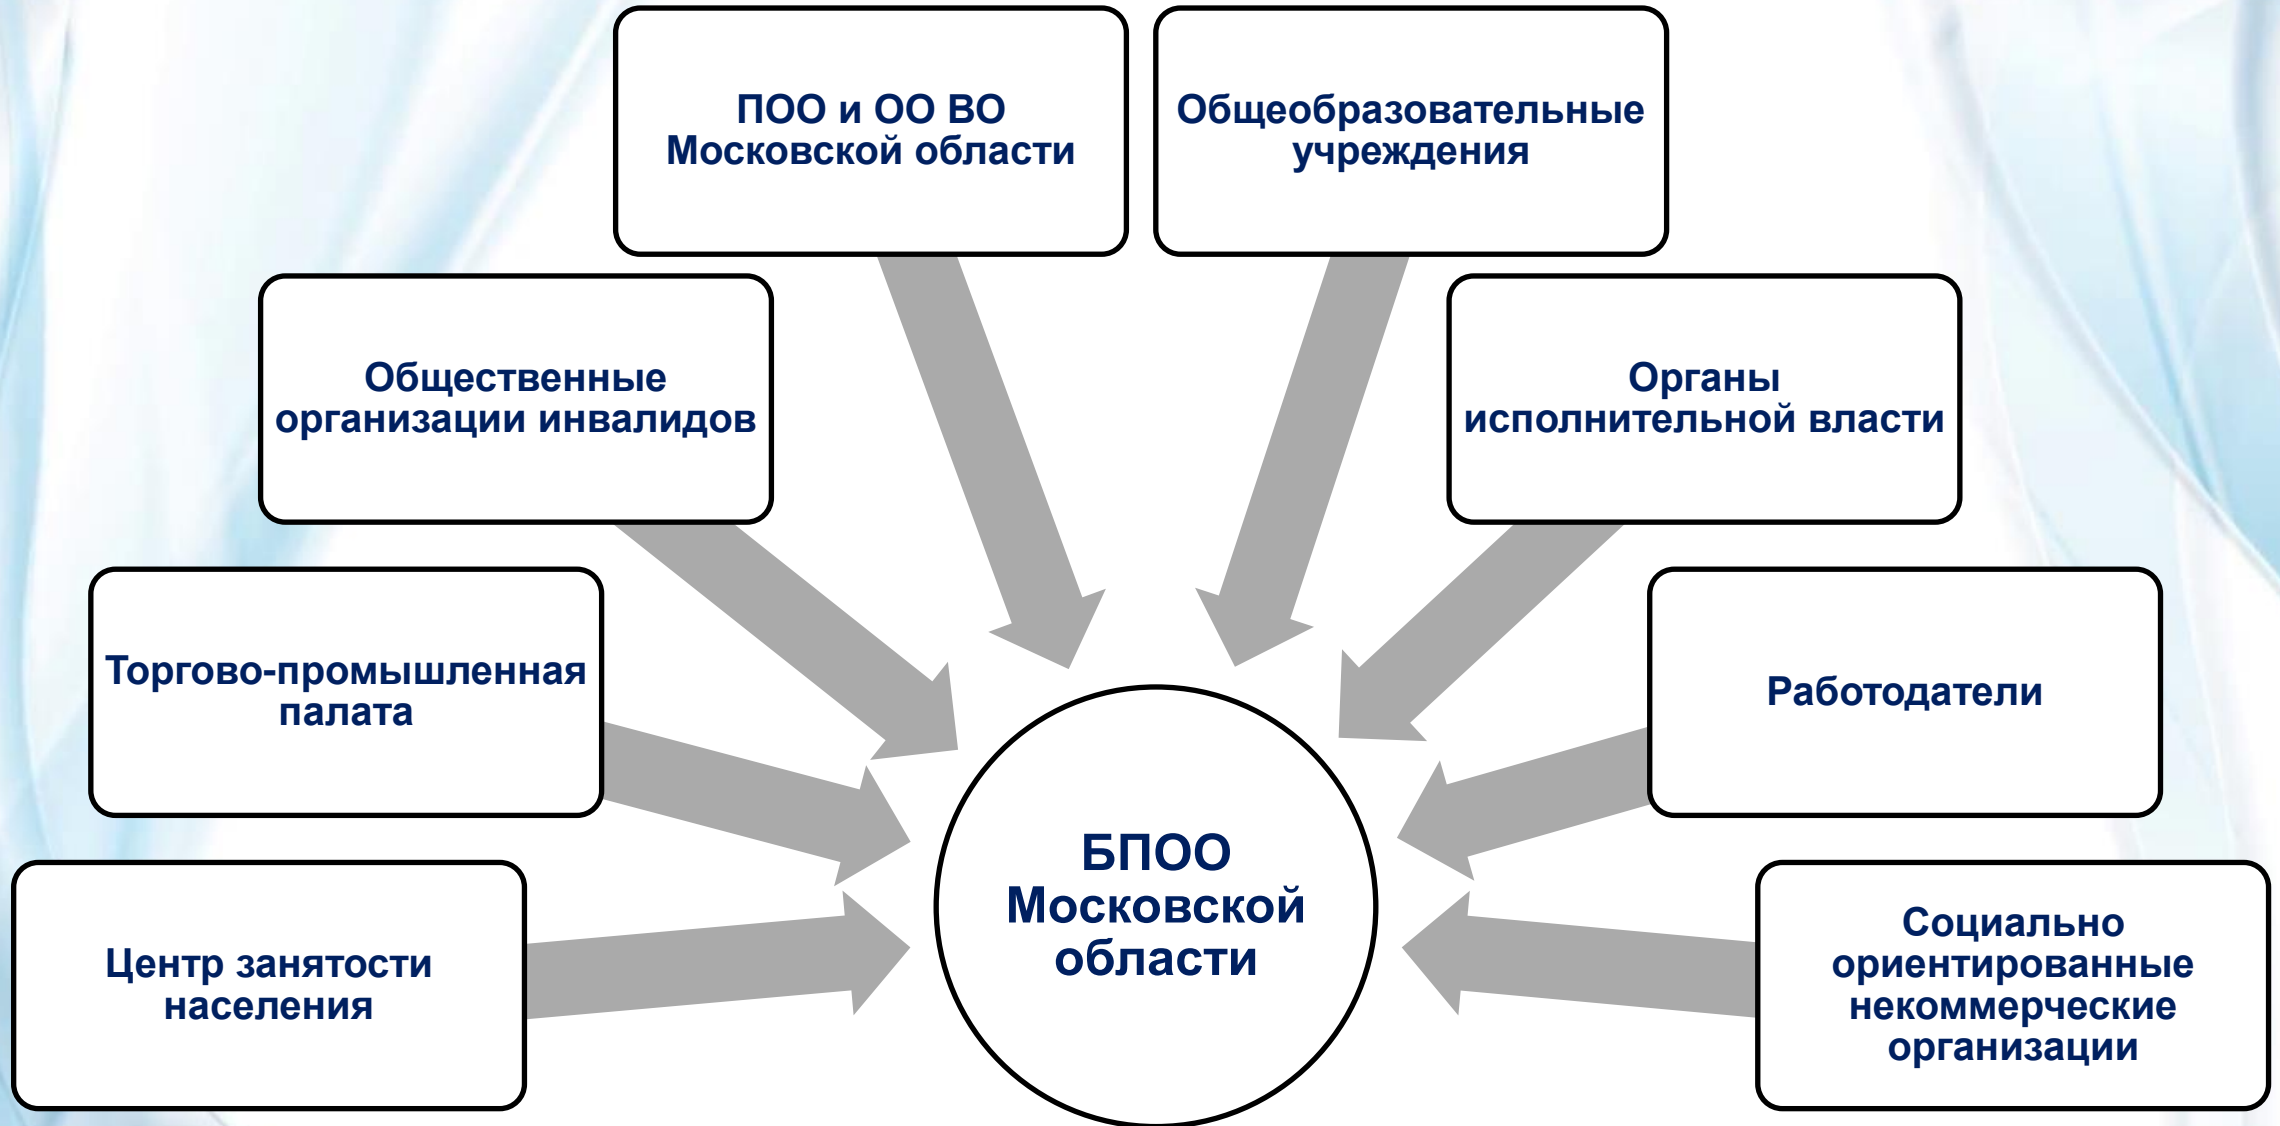 ПОО и ОО ВО
Московской области
Общеобразовательные
учреждения
Общественные
организации инвалидов
Органы
исполнительной власти
Торгово-промышленная
палата
Работодатели
Центр занятости
населения
БПОО
Московской
области
Социально
ориентированные
некоммерческие
организации